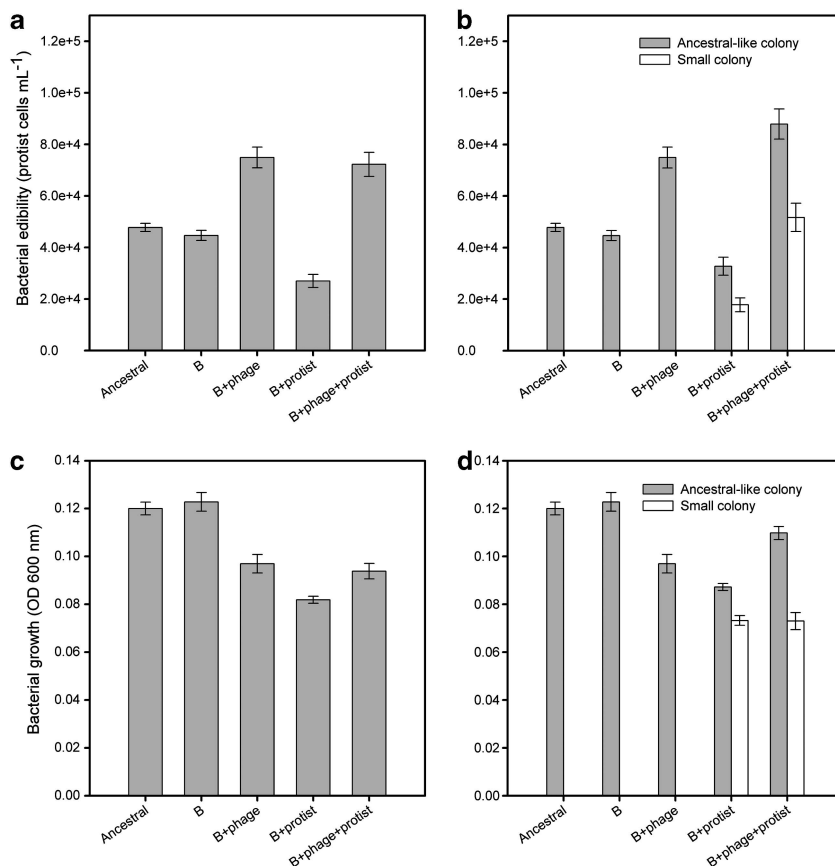 a
Bacterial edibility (protist cells mL⁻¹)
1.2e+5
1.0e+5
8.0e+4
6.0e+4
4.0e+4
2.0e+4
0.0
Ancestral
B
B+phage
B+protist
B+phage+protist
b
Ancestral-like colony
Small colony
1.2e+5
1.0e+5
8.0e+4
6.0e+4
4.0e+4
2.0e+4
0.0
Ancestral
B
B+phage
B+protist
B+phage+protist
c
Bacterial growth (OD 600 nm)
0.14
0.12
0.10
0.08
0.06
0.04
0.02
0.00
Ancestral
B
B+phage
B+protist
B+phage+protist
d
Ancestral-like colony
Small colony
0.14
0.12
0.10
0.08
0.06
0.04
0.02
0.00
Ancestral
B
B+phage
B+protist
B+phage+protist